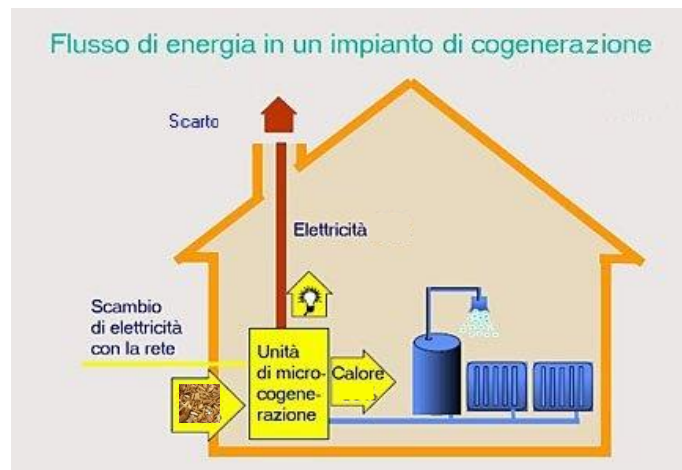 Flusso di energia in un impianto di cogenerazione
Scarto
Elettricità
Scambio
di elettricità
con la rete
Unità
di micro-
cogene-
razione
Calore